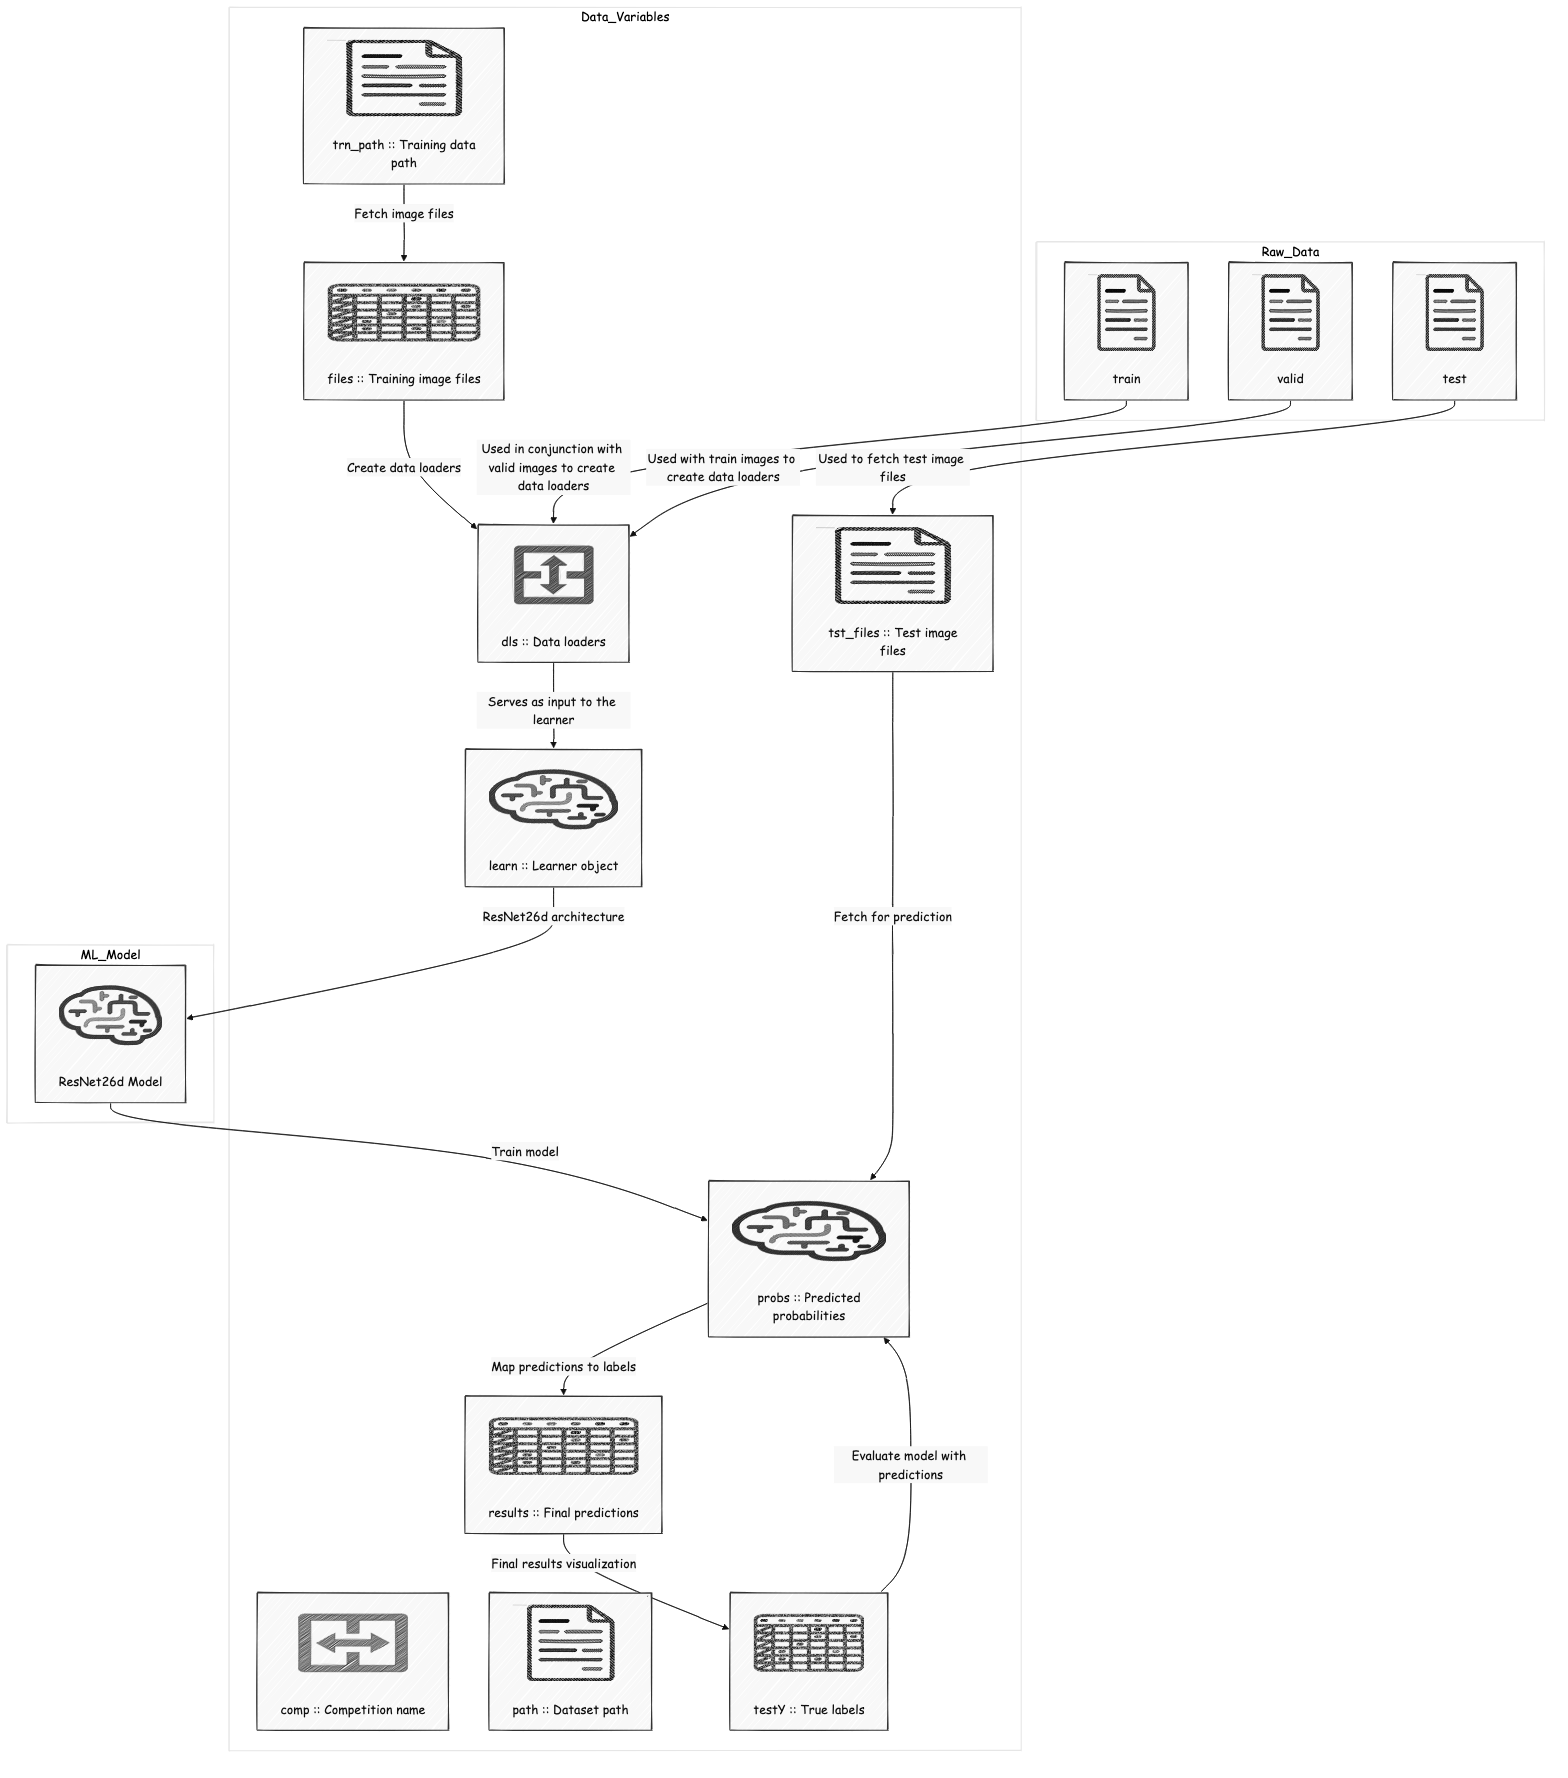 Data_Variables
trn_path :: Training data
path
Fetch image files
Raw_Data
files :: Training image files
train
valid
test
Create data loaders
Used in conjunction with
valid images to create
data loaders
Used with train images to
create data loaders
Used to fetch test image
files
dls :: Data loaders
tst_files :: Test image
files
Serves as input to the
learner
learn :: Learner object
ResNet26d architecture
Fetch for prediction
ML_Model
ResNet26d Model
Train model
probs :: Predicted
probabilities
Map predictions to labels
results :: Final predictions
Evaluate model with
predictions
Final results visualization
comp :: Competition name
path :: Dataset path
testY :: True labels